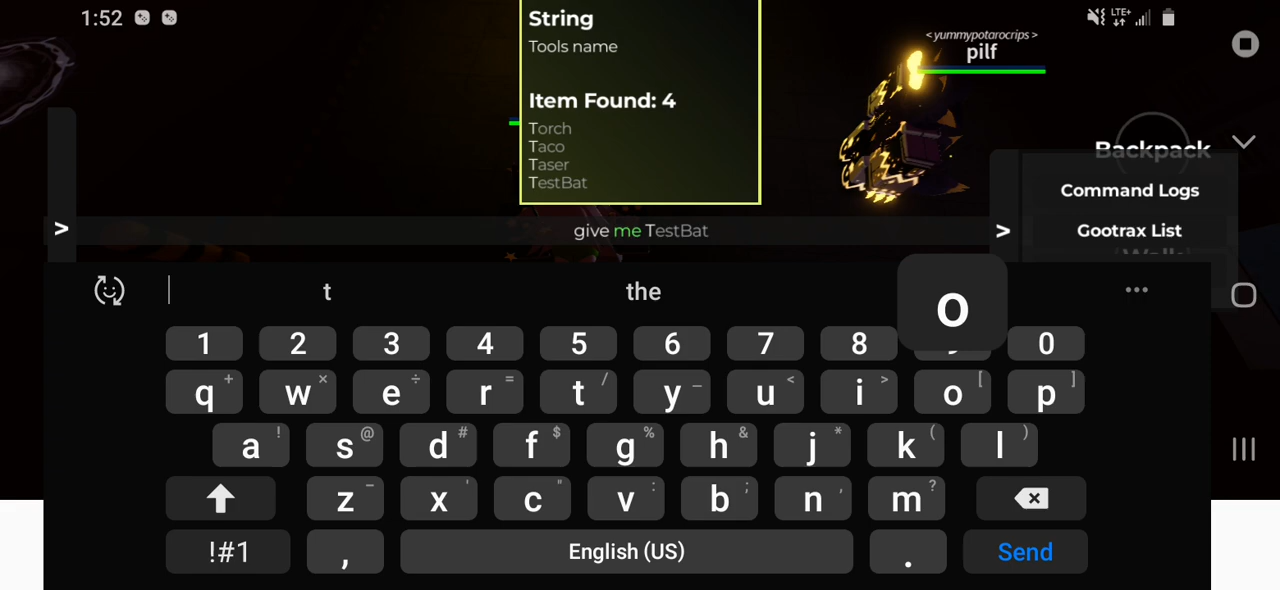 1:52
LTE+
String
Tools name
Item Found: 4
Torch
Taco
Taser
TestBat
<yummypotarocrips>
pilf
Backpack
Command Logs
> give me TestBat > Gootrax List
t the
o
1 2 3 4 5 6 7 8 0
q + w × e ÷ r = t / y _ u < i > o [ p ]
a ! s @ d # f $ g % h & j * k ( l )
z - x ' c " v : b ; n , m ?
!#1 , English (US) . Send